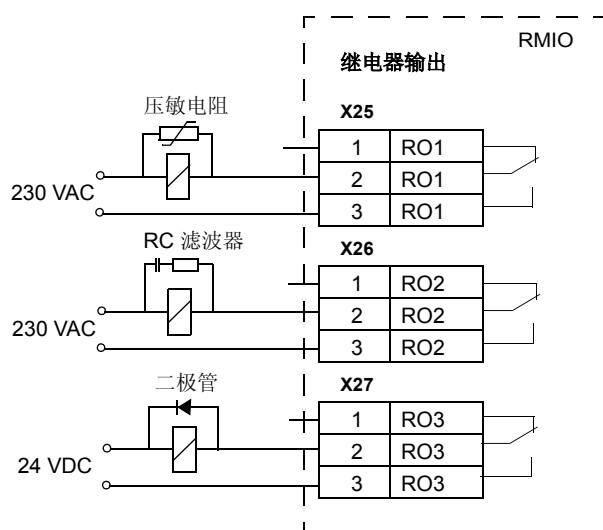 RMIO
继电器输出
压敏电阻
X25
1 RO1
230 VAC
2 RO1
3 RO1
RC 滤波器
X26
1 RO2
230 VAC
2 RO2
3 RO2
二极管
X27
1 RO3
24 VDC
2 RO3
3 RO3